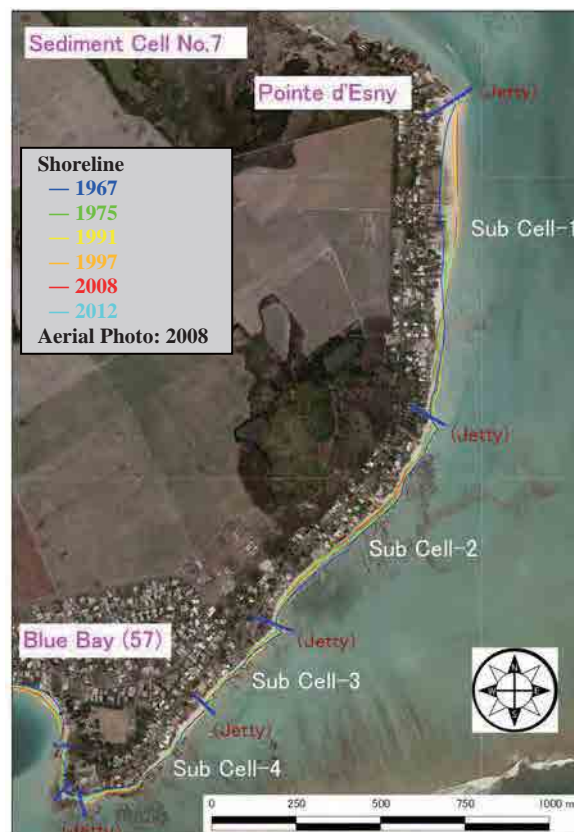 Sediment Cell No.7
Pointe d'Esny
(Jetty)
Shoreline
1967
1975
1991
1997
2008
2012
Aerial Photo: 2008
Sub Cell-1
(Jetty)
Sub Cell-2
Blue Bay (57)
(Jetty)
Sub Cell-3
(Jetty)
Sub Cell-4
(Jetty)
N
E
S
W
0 250 500 750 1000 m